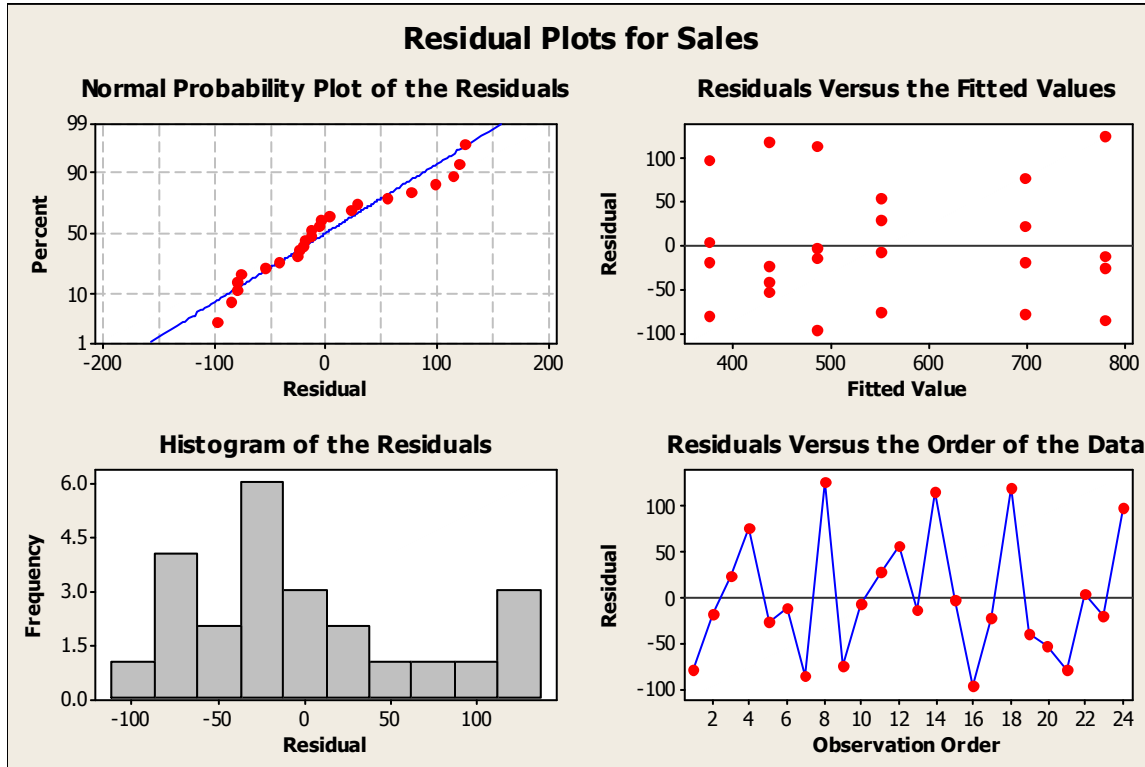 Residual Plots for Sales
Normal Probability Plot of the Residuals
99
90
50
10
1
Percent
-200 -100 0 100 200
Residual
Residuals Versus the Fitted Values
100
50
0
-50
-100
Residual
400 500 600 700 800
Fitted Value
Histogram of the Residuals
6.0
4.5
3.0
1.5
0.0
Frequency
-100 -50 0 50 100
Residual
Residuals Versus the Order of the Data
100
50
0
-50
-100
Residual
2 4 6 8 10 12 14 16 18 20 22 24
Observation Order